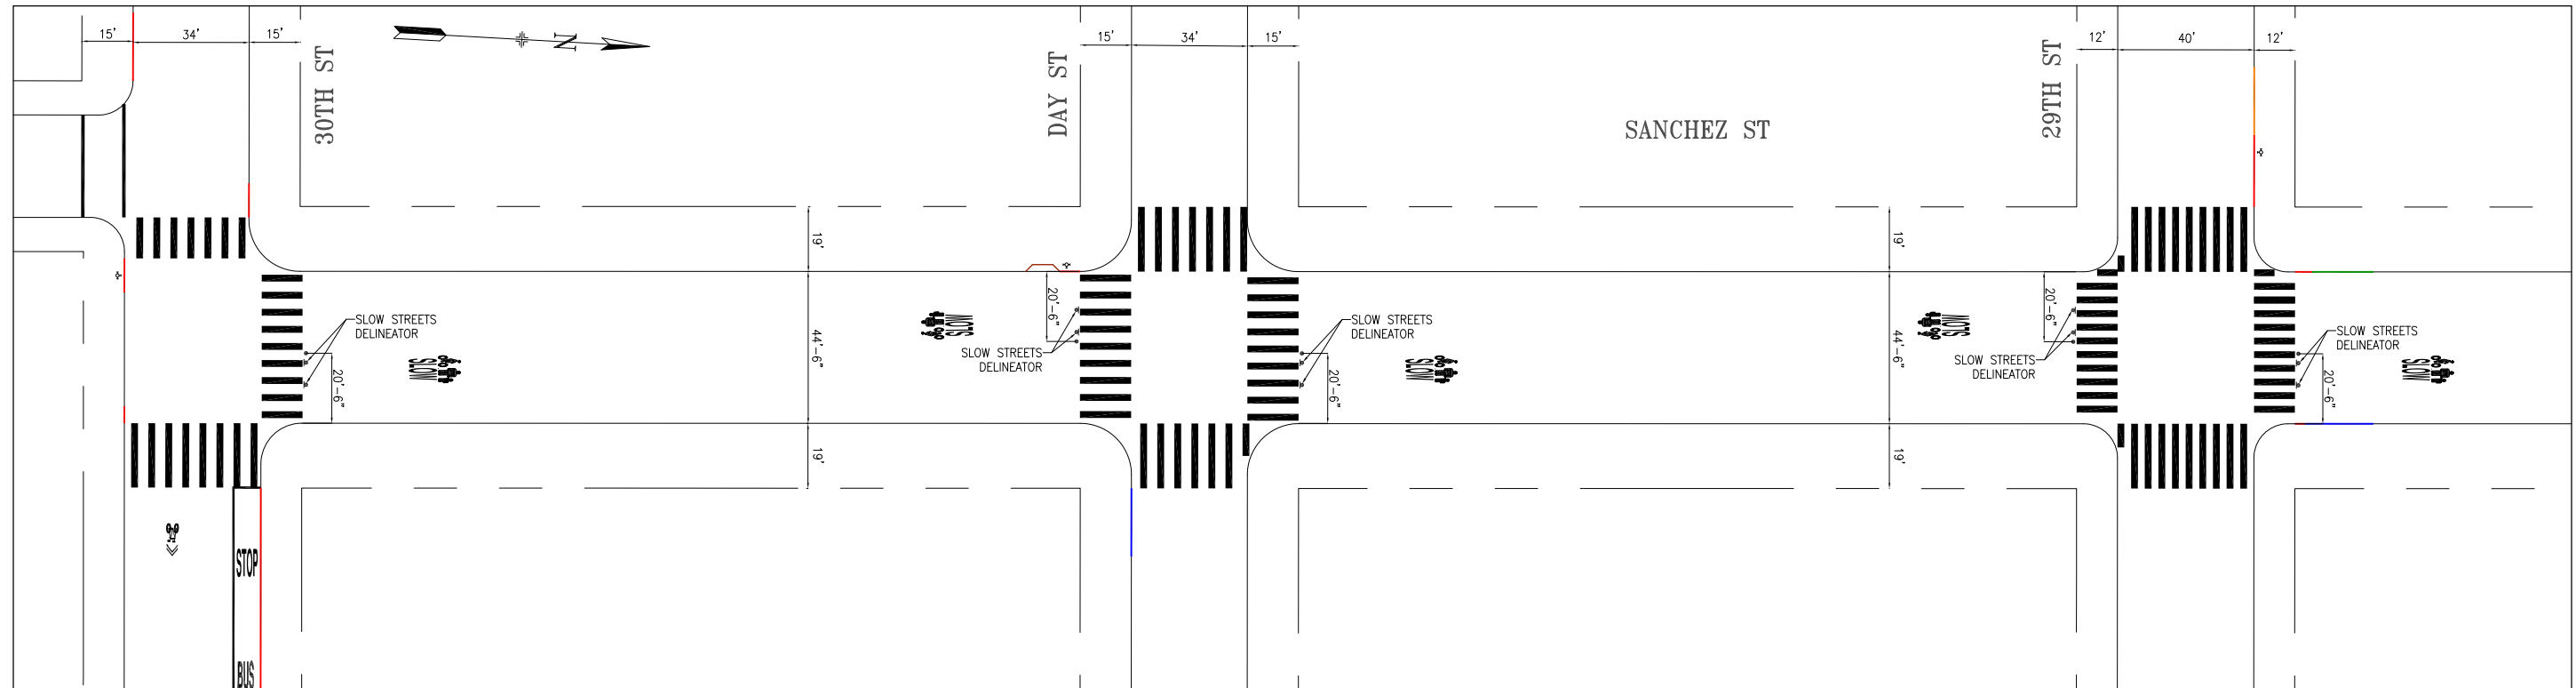 15'
34'
15'
30TH ST
N
DAY ST
15'
34'
15'
SANCHEZ ST
29TH ST
12'
40'
12'
19'
44'-6"
19'
19'
44'-6"
19'
SLOW STREETS
DELINEATOR
20'-6"
SLOW
SLOW
20'-6"
SLOW STREETS
DELINEATOR
SLOW STREETS
DELINEATOR
20'-6"
SLOW
SLOW
20'-6"
SLOW STREETS
DELINEATOR
SLOW STREETS
DELINEATOR
20'-6"
SLOW
STOP
BUS